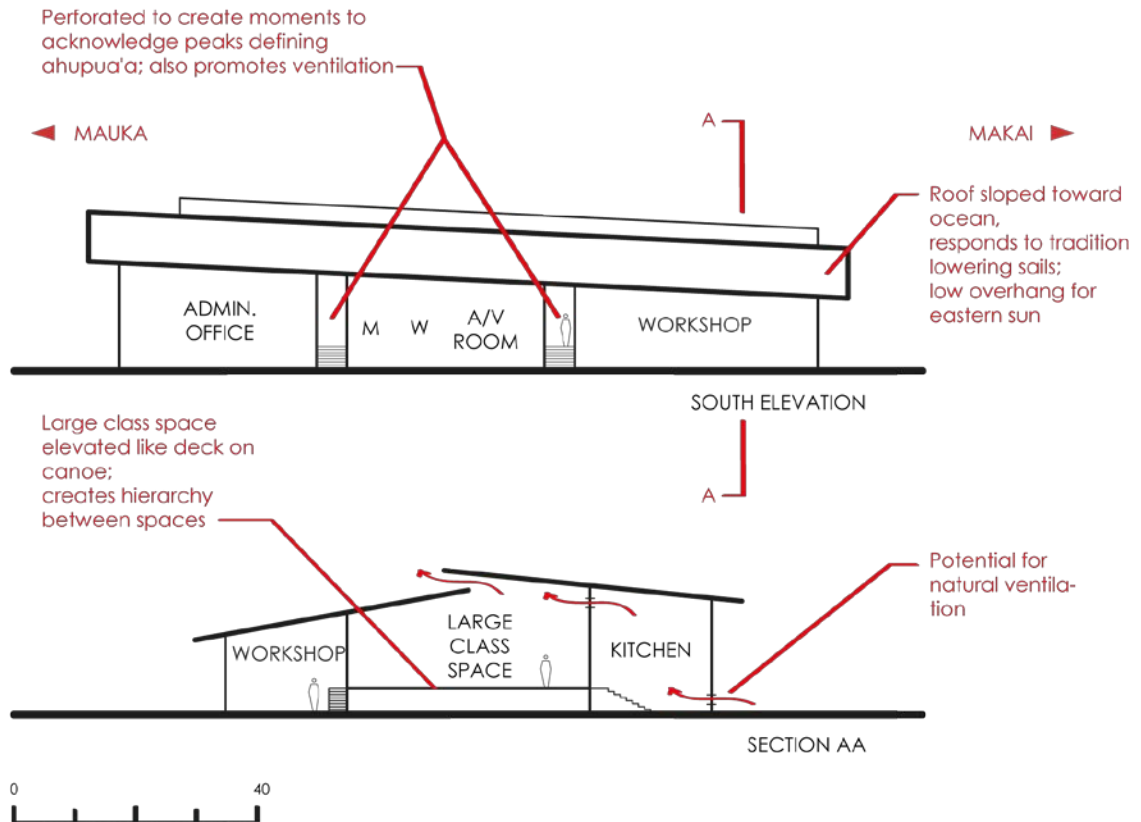 Perforated to create moments to
acknowledge peaks defining
ahupua'a; also promotes ventilation
MAUKA
A
MAKAI
Roof sloped toward
ocean,
responds to tradition
lowering sails;
low overhang for
eastern sun
ADMIN.
OFFICE
M
W
A/V
ROOM
WORKSHOP
SOUTH ELEVATION
Large class space
elevated like deck on
canoe;
creates hierarchy
between spaces
A
Potential for
natural ventila-
tion
WORKSHOP
LARGE
CLASS
SPACE
KITCHEN
SECTION AA
0
40